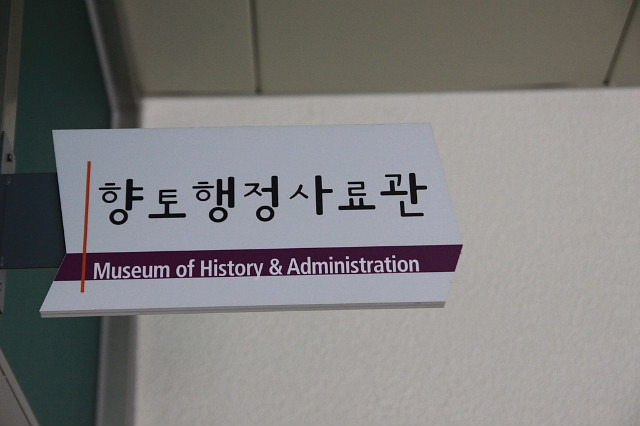 향토행정사료관
Museum of History & Administration